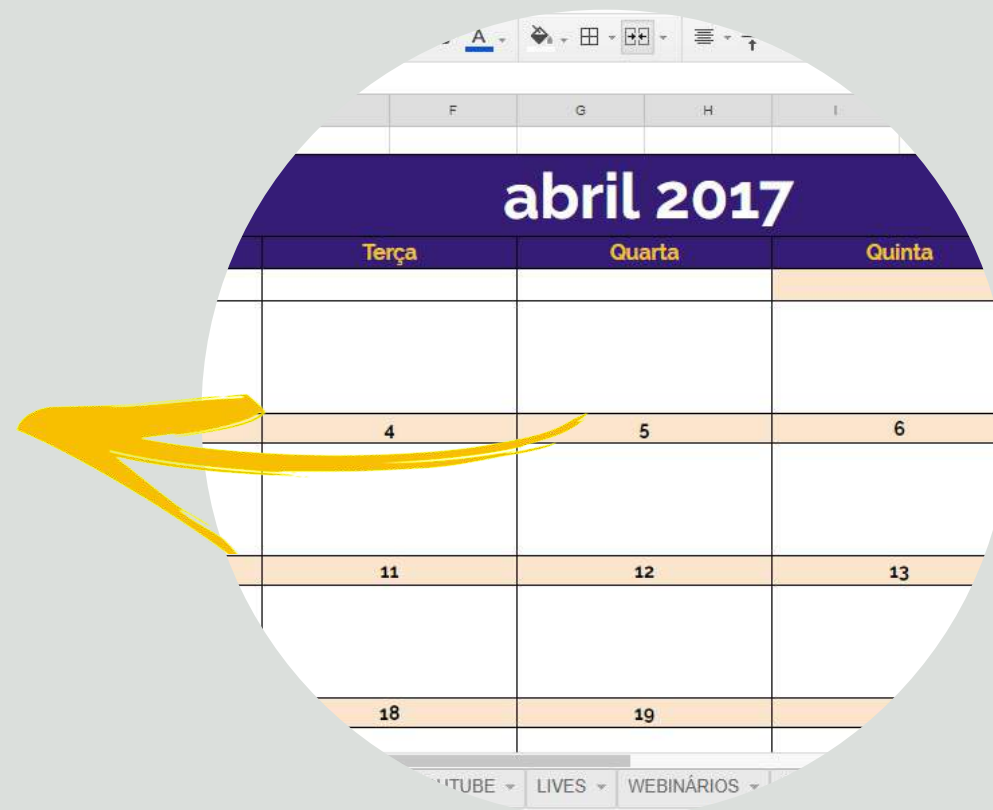 A
F G H I
abril 2017
Terça Quarta Quinta
4 5 6
11 12 13
18 19
LIVES WEBINÁRIOS